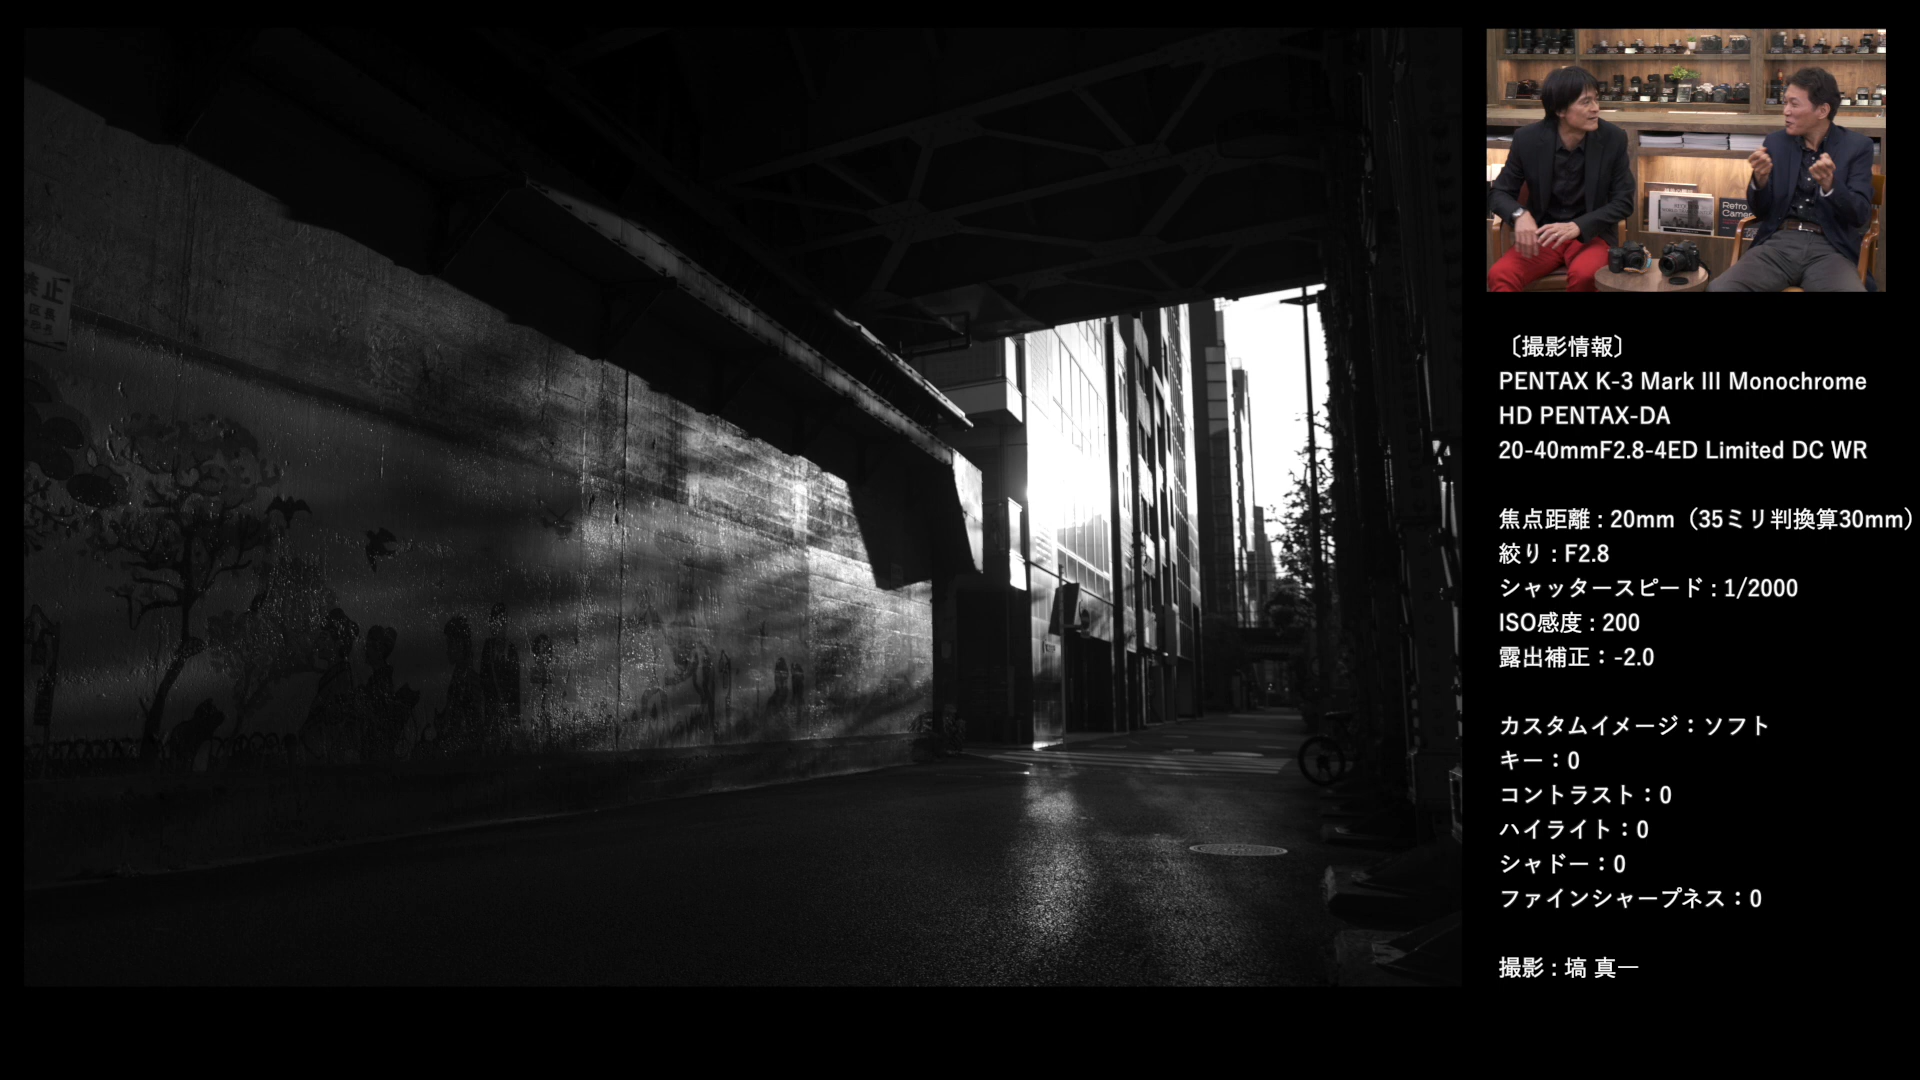 禁止
〔撮影情報〕
PENTAX K-3 Mark III Monochrome
HD PENTAX-DA
20-40mmF2.8-4ED Limited DC WR
焦点距離 : 20mm（35ミリ判換算30mm）
絞り : F2.8
シャッタースピード : 1/2000
ISO感度 : 200
露出補正：-2.0
カスタムイメージ：ソフト
キー：0
コントラスト：0
ハイライト：0
シャドー：0
ファインシャープネス：0
撮影 : 塙 真一
Retro